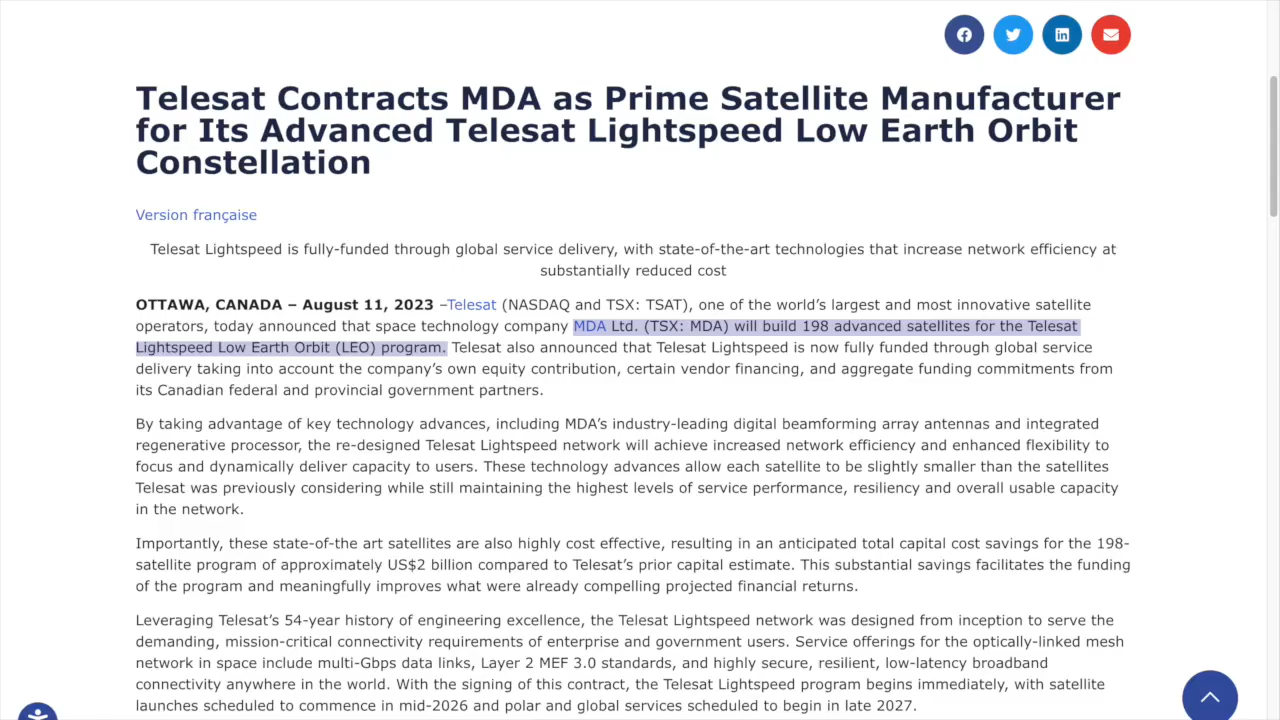 Telesat Contracts MDA as Prime Satellite Manufacturer
for Its Advanced Telesat Lightspeed Low Earth Orbit
Constellation
Version française
Telesat Lightspeed is fully-funded through global service delivery, with state-of-the-art technologies that increase network efficiency at
substantially reduced cost
OTTAWA, CANADA – August 11, 2023 –Telesat (NASDAQ and TSX: TSAT), one of the world’s largest and most innovative satellite
operators, today announced that space technology company MDA Ltd. (TSX: MDA) will build 198 advanced satellites for the Telesat
Lightspeed Low Earth Orbit (LEO) program. Telesat also announced that Telesat Lightspeed is now fully funded through global service
delivery taking into account the company’s own equity contribution, certain vendor financing, and aggregate funding commitments from
its Canadian federal and provincial government partners.
By taking advantage of key technology advances, including MDA’s industry-leading digital beamforming array antennas and integrated
regenerative processor, the re-designed Telesat Lightspeed network will achieve increased network efficiency and enhanced flexibility to
focus and dynamically deliver capacity to users. These technology advances allow each satellite to be slightly smaller than the satellites
Telesat was previously considering while still maintaining the highest levels of service performance, resiliency and overall usable capacity
in the network.
Importantly, these state-of-the art satellites are also highly cost effective, resulting in an anticipated total capital cost savings for the 198-
satellite program of approximately US$2 billion compared to Telesat’s prior capital estimate. This substantial savings facilitates the funding
of the program and meaningfully improves what were already compelling projected financial returns.
Leveraging Telesat’s 54-year history of engineering excellence, the Telesat Lightspeed network was designed from inception to serve the
demanding, mission-critical connectivity requirements of enterprise and government users. Service offerings for the optically-linked mesh
network in space include multi-Gbps data links, Layer 2 MEF 3.0 standards, and highly secure, resilient, low-latency broadband
connectivity anywhere in the world. With the signing of this contract, the Telesat Lightspeed program begins immediately, with satellite
launches scheduled to commence in mid-2026 and polar and global services scheduled to begin in late 2027.